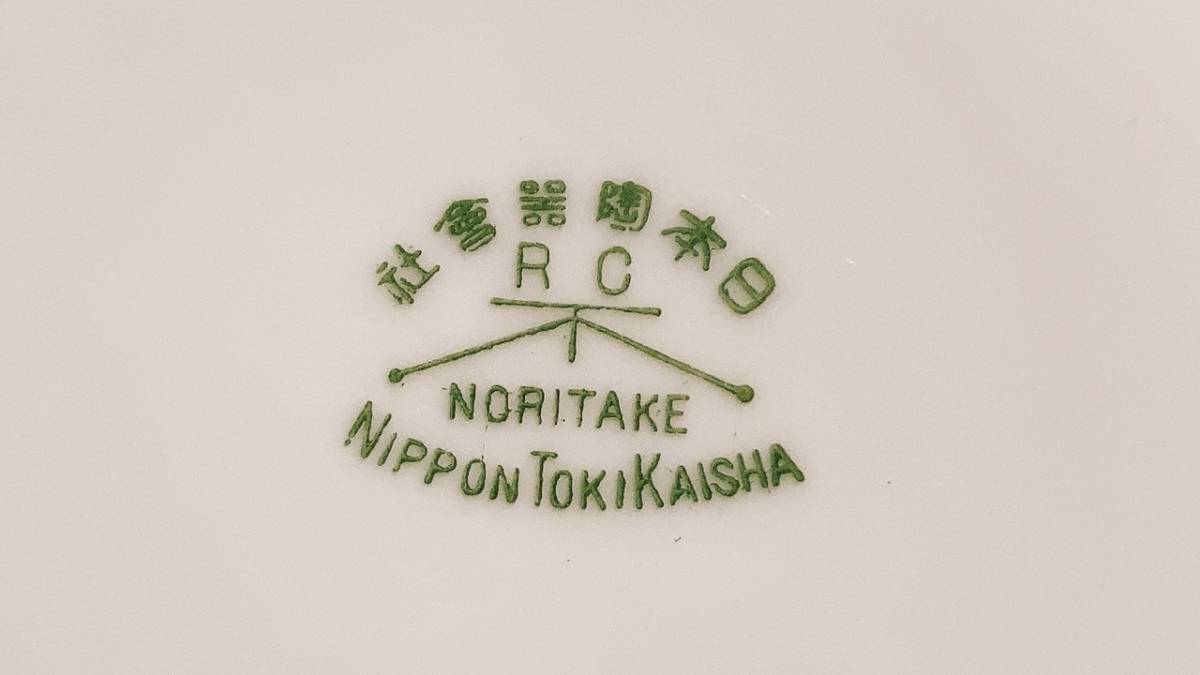 日本陶器會社
R C
NORITAKE
NIPPON TOKI KAISHA